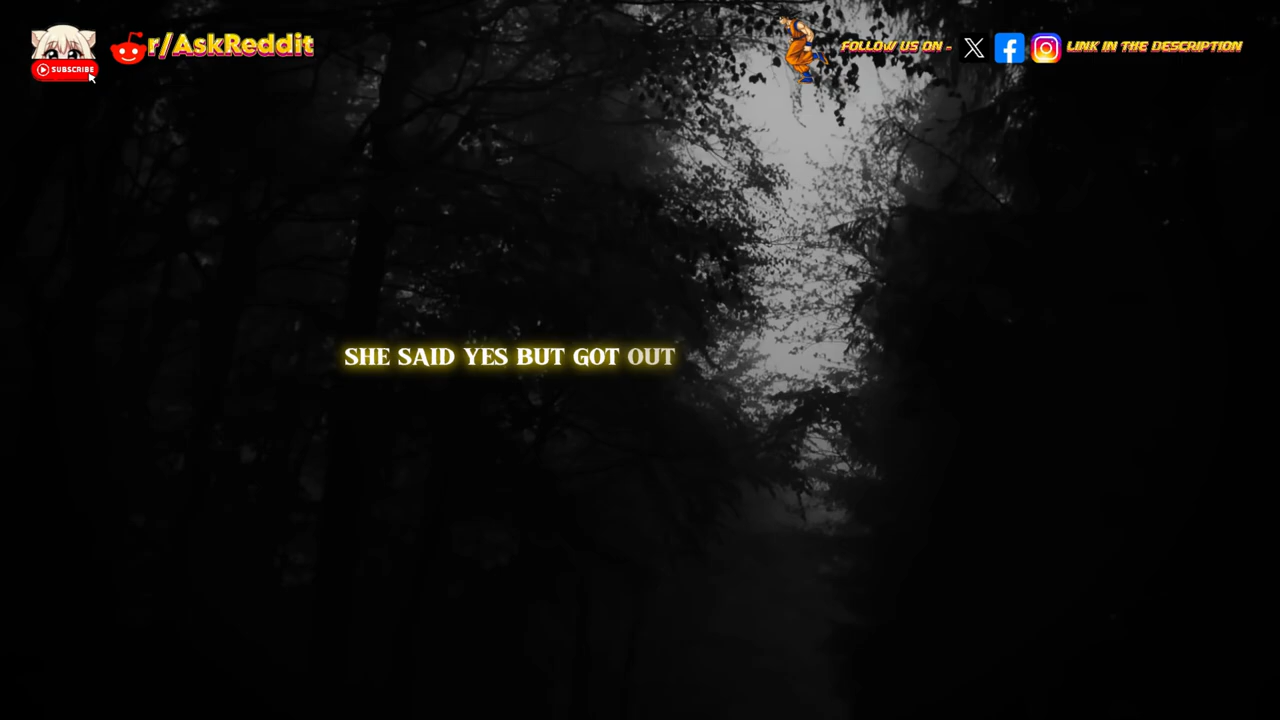 SUBSCRIBE
r/AskReddit
FOLLOW US ON -
LINK IN THE DESCRIPTION
SHE SAID YES BUT GOT OUT